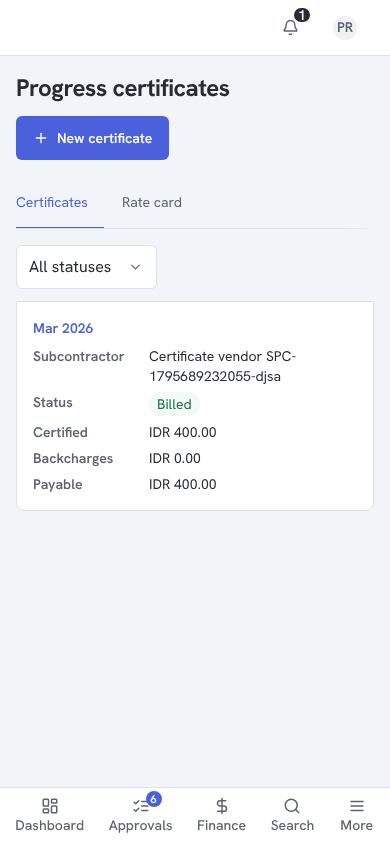 1
PR
Progress certificates
+ New certificate
Certificates
Rate card
All statuses
Mar 2026
Subcontractor
Certificate vendor SPC-
1795689232055-djsa
Status
Billed
Certified
IDR 400.00
Backcharges
IDR 0.00
Payable
IDR 400.00
6
Dashboard
Approvals
Finance
Search
More